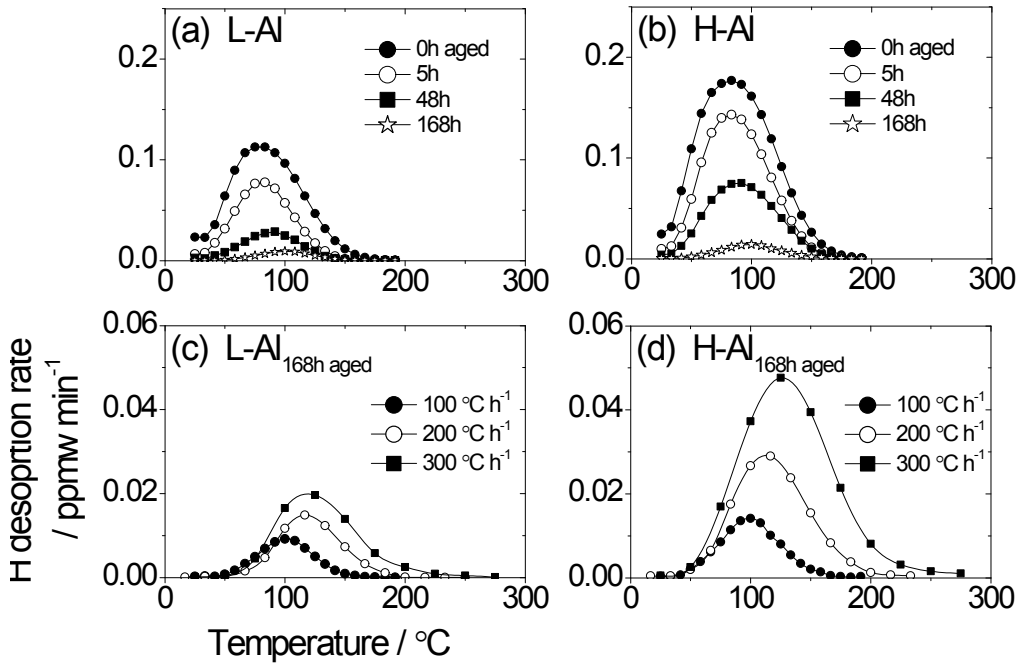 (a) L-Al
0h aged
5h
48h
168h
0.2
0.1
0.0
0
100
200
300
(b) H-Al
0h aged
5h
48h
168h
0.2
0.1
0.0
0
100
200
300
(c) L-Al168h aged
100 °C h-1
200 °C h-1
300 °C h-1
0.06
0.04
0.02
0.00
0
100
200
300
(d) H-Al168h aged
100 °C h-1
200 °C h-1
300 °C h-1
0.06
0.04
0.02
0.00
0
100
200
300
H desoprtion rate
/ ppmw min-1
Temperature / °C